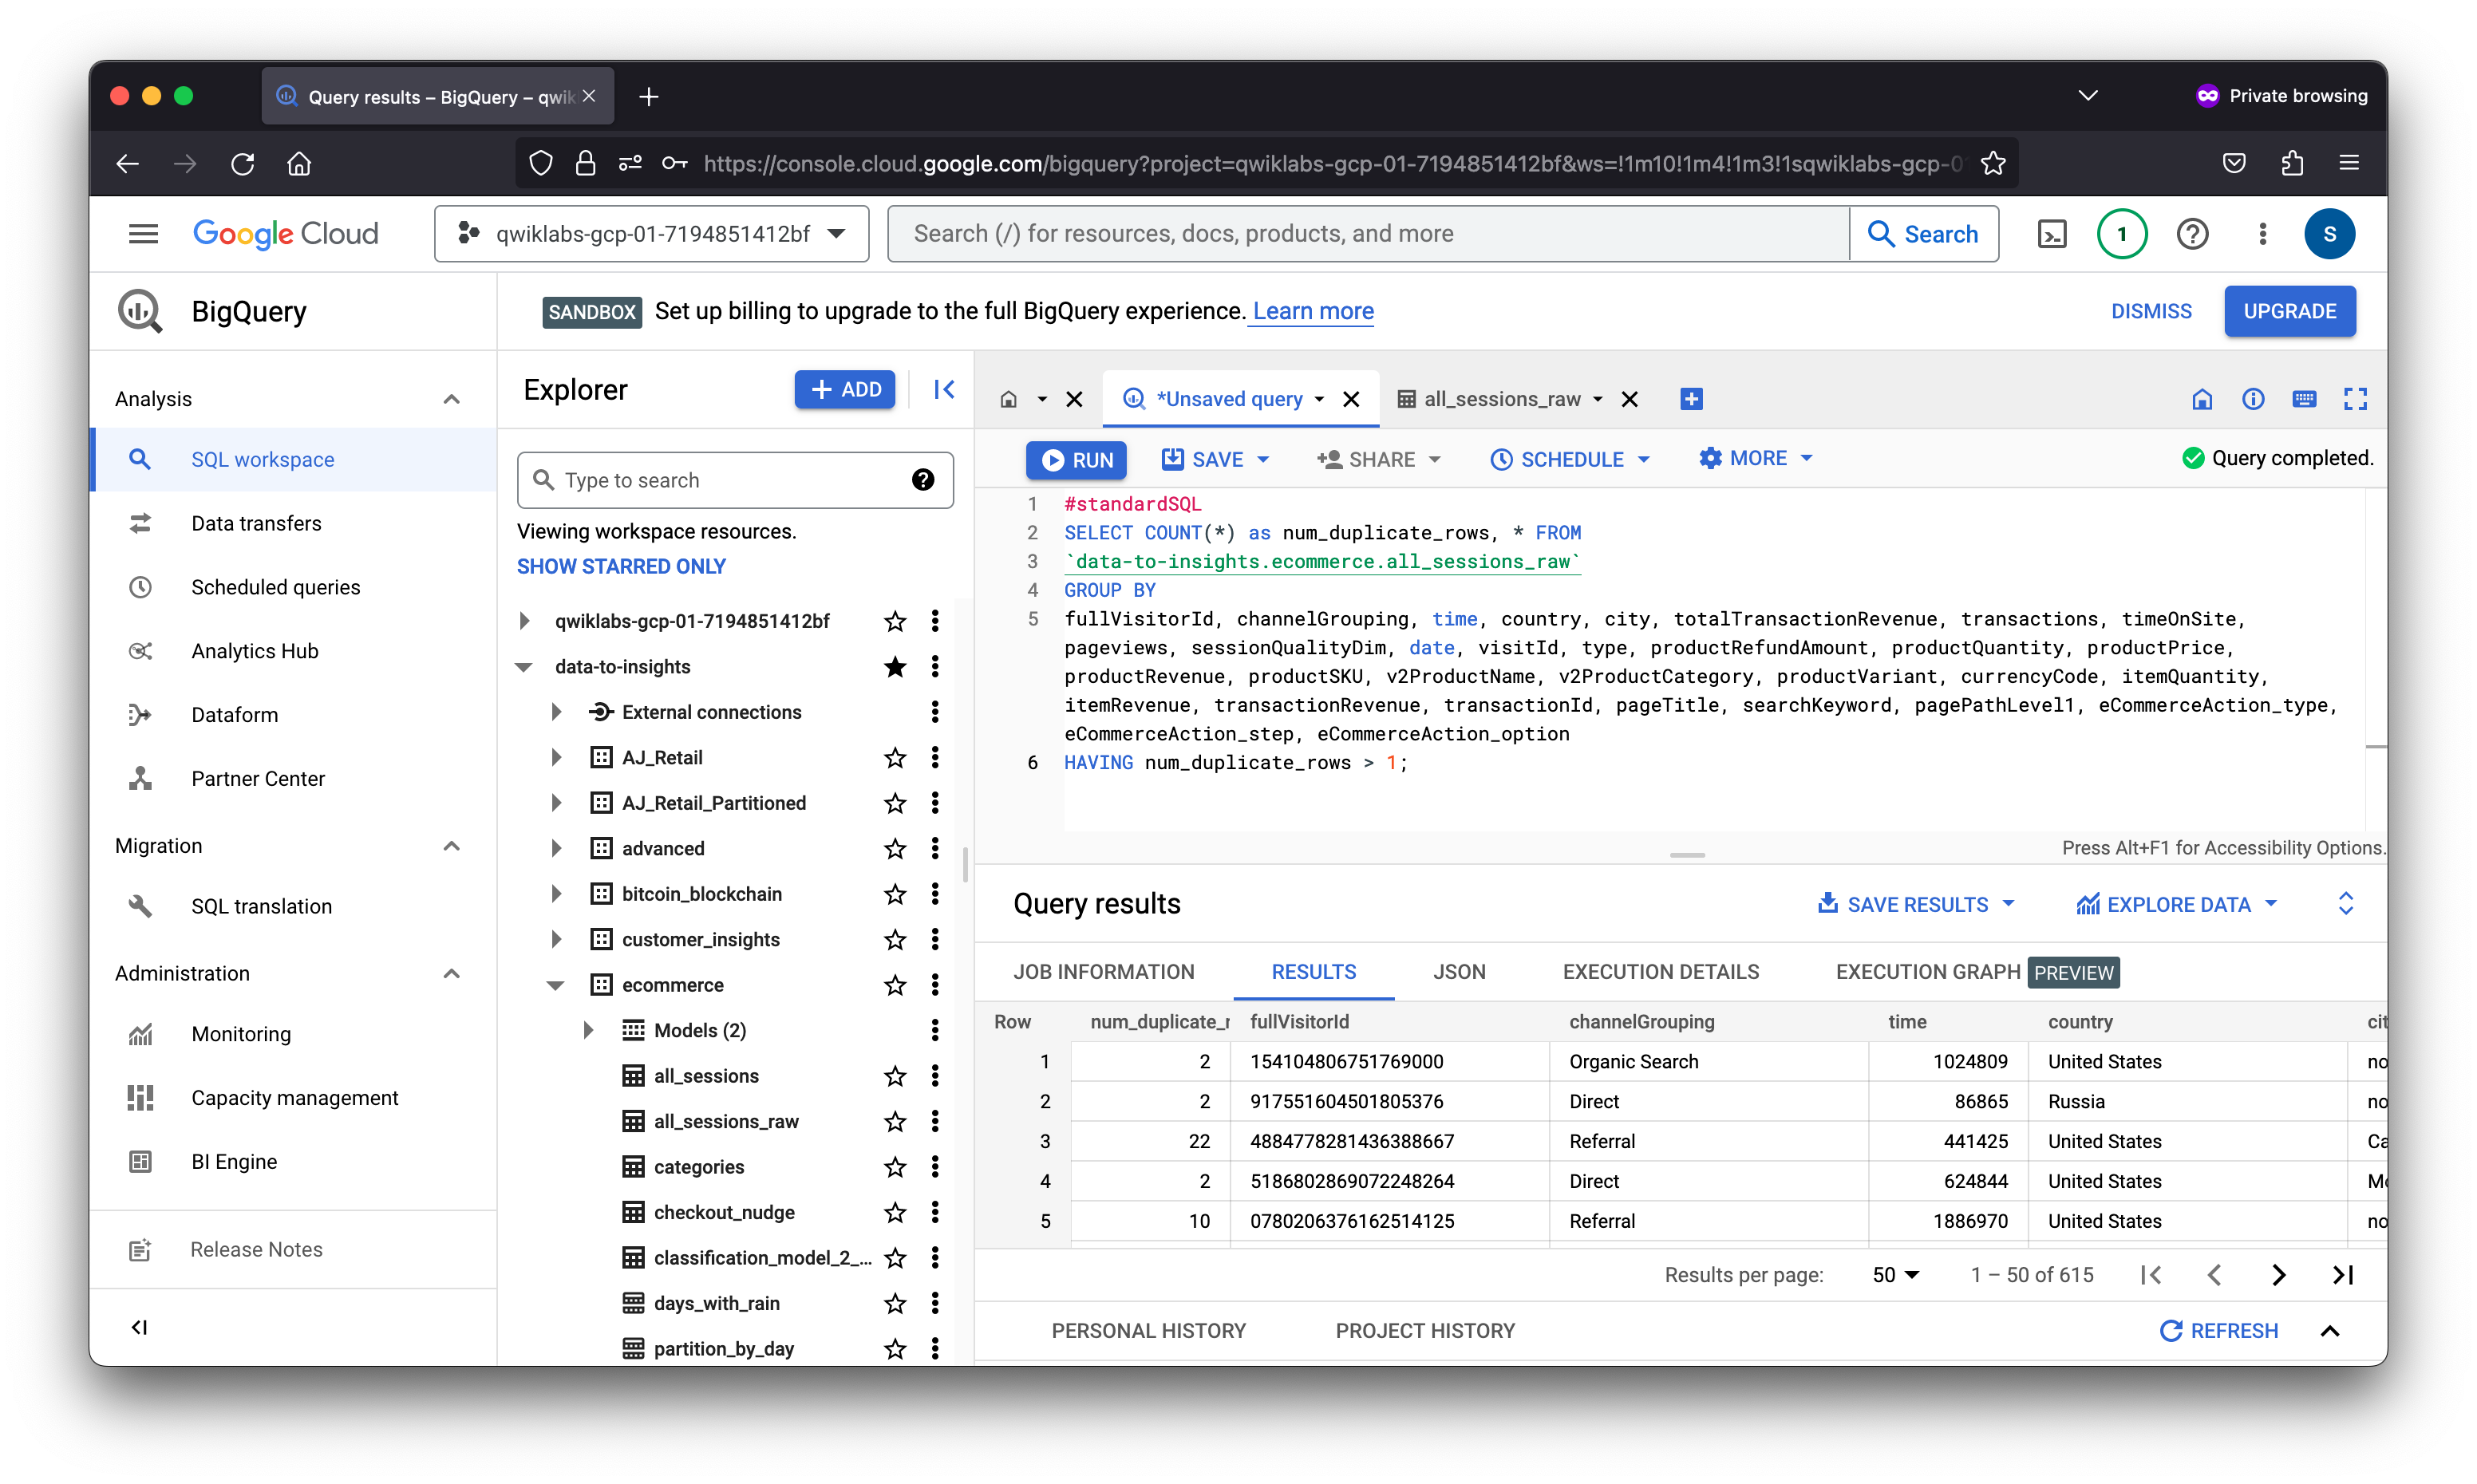 Query results – BigQuery – qwik
Private browsing
https://console.cloud.google.com/bigquery?project=qwiklabs-gcp-01-7194851412bf&ws=!1m10!1m4!1m3!1sqwiklabs-gcp-0
Google Cloud
qwiklabs-gcp-01-7194851412bf
Search (/) for resources, docs, products, and more
Search
1
S
BigQuery
SANDBOX Set up billing to upgrade to the full BigQuery experience. Learn more
DISMISS
UPGRADE
Analysis
SQL workspace
Data transfers
Scheduled queries
Analytics Hub
Dataform
Partner Center
Migration
SQL translation
Administration
Monitoring
Capacity management
BI Engine
Release Notes
Explorer
ADD
Type to search
Viewing workspace resources.
SHOW STARRED ONLY
qwiklabs-gcp-01-7194851412bf
data-to-insights
External connections
AJ_Retail
AJ_Retail_Partitioned
advanced
bitcoin_blockchain
customer_insights
ecommerce
Models (2)
all_sessions
all_sessions_raw
categories
checkout_nudge
classification_model_2_...
days_with_rain
partition_by_day
*Unsaved query
all_sessions_raw
RUN
SAVE
SHARE
SCHEDULE
MORE
Query completed.
1 #standardSQL
2 SELECT COUNT(*) as num_duplicate_rows, * FROM
3 `data-to-insights.ecommerce.all_sessions_raw`
4 GROUP BY
5 fullVisitorId, channelGrouping, time, country, city, totalTransactionRevenue, transactions, timeOnSite,
pageviews, sessionQualityDim, date, visitId, type, productRefundAmount, productQuantity, productPrice,
productRevenue, productSKU, v2ProductName, v2ProductCategory, productVariant, currencyCode, itemQuantity,
itemRevenue, transactionRevenue, transactionId, pageTitle, searchKeyword, pagePathLevel1, eCommerceAction_type,
eCommerceAction_step, eCommerceAction_option
6 HAVING num_duplicate_rows > 1;
Press Alt+F1 for Accessibility Options.
Query results
SAVE RESULTS
EXPLORE DATA
JOB INFORMATION
RESULTS
JSON
EXECUTION DETAILS
EXECUTION GRAPH PREVIEW
Row num_duplicate_r fullVisitorId channelGrouping time country cit
1 2 154104806751769000 Organic Search 1024809 United States no
2 2 917551604501805376 Direct 86865 Russia no
3 22 4884778281436388667 Referral 441425 United States Ca
4 2 5186802869072248264 Direct 624844 United States Mo
5 10 0780206376162514125 Referral 1886970 United States no
Results per page: 50 1 – 50 of 615
PERSONAL HISTORY
PROJECT HISTORY
REFRESH